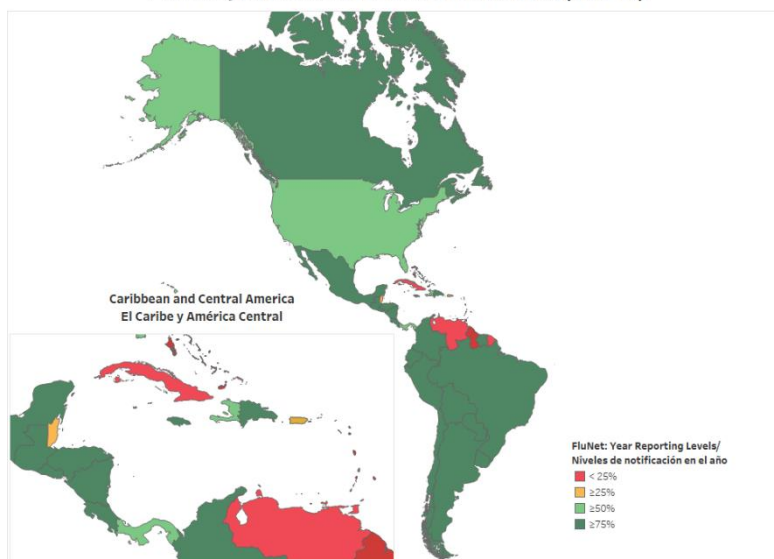 Caribbean and Central America
El Caribe y América Central
FluNet: Year Reporting Levels/
Niveles de notificación en el año
< 25%
≥25%
≥50%
≥75%